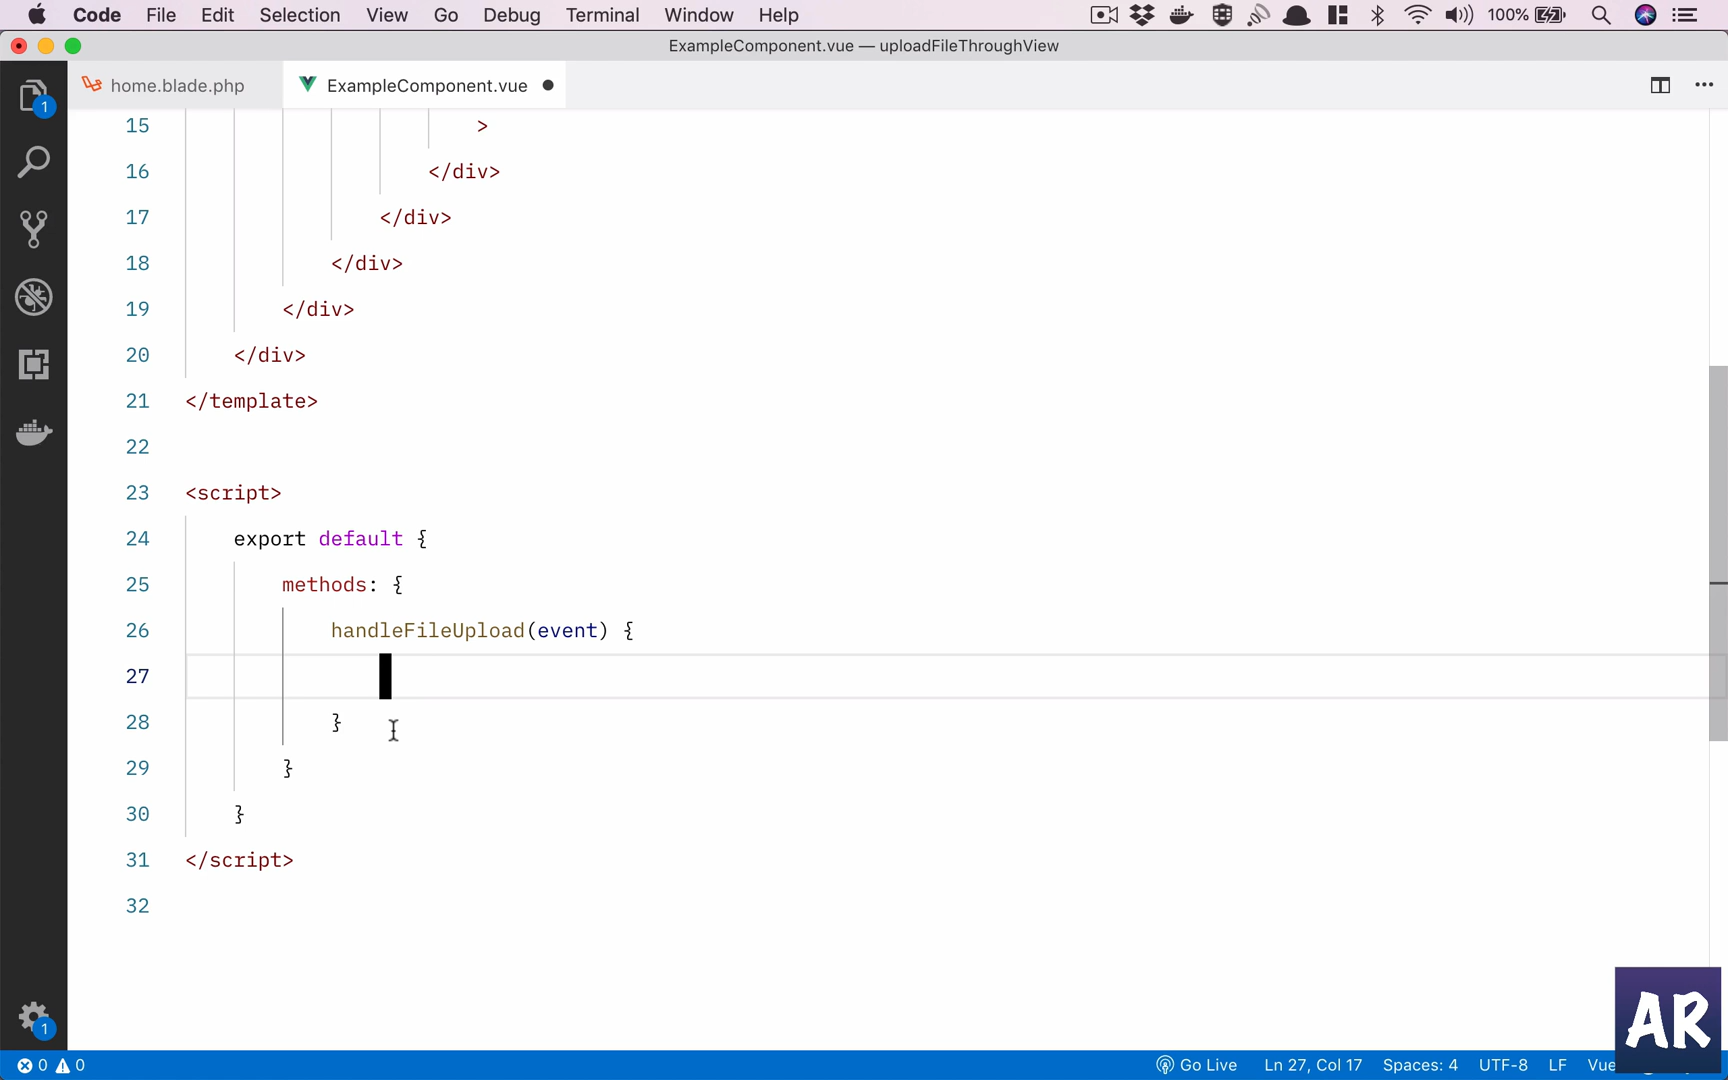 Code File Edit Selection View Go Debug Terminal Window Help 100%
ExampleComponent.vue — uploadFileThroughView
home.blade.php ExampleComponent.vue
1
15 >
16 </div>
17 </div>
18 </div>
19 </div>
20 </div>
21 </template>
22
23 <script>
24 export default {
25 methods: {
26 handleFileUpload(event) {
27
28 }
29 }
30 }
31 </script>
32
1
AR
0 0 Go Live Ln 27, Col 17 Spaces: 4 UTF-8 LF Vue